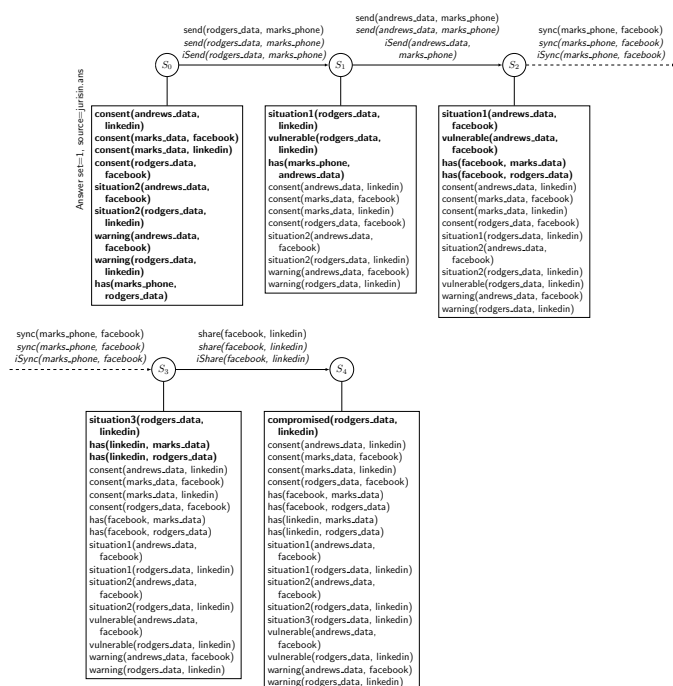 send(rodgers_data, marks_phone)
send(rodgers_data, marks_phone)
iSend(rodgers_data, marks_phone)
send(andrews_data, marks_phone)
send(andrews_data, marks_phone)
iSend(andrews_data,
marks_phone)
sync(marks_phone, facebook)
sync(marks_phone, facebook)
iSync(marks_phone, facebook)
S0
S1
S2
Answer set=1, source=jurisin.ans
consent(andrews_data,
linkedin)
consent(marks_data, facebook)
consent(marks_data, linkedin)
consent(rodgers_data,
facebook)
situation2(andrews_data,
facebook)
situation2(rodgers_data,
linkedin)
warning(andrews_data,
facebook)
warning(rodgers_data,
linkedin)
has(marks_phone,
rodgers_data)
situation1(rodgers_data,
linkedin)
vulnerable(rodgers_data,
linkedin)
has(marks_phone,
andrews_data)
consent(andrews_data, linkedin)
consent(marks_data, facebook)
consent(marks_data, linkedin)
consent(rodgers_data, facebook)
situation2(andrews_data,
facebook)
situation2(rodgers_data, linkedin)
warning(andrews_data, facebook)
warning(rodgers_data, linkedin)
situation1(andrews_data,
facebook)
vulnerable(andrews_data,
facebook)
has(facebook, marks_data)
has(facebook, rodgers_data)
consent(andrews_data, linkedin)
consent(marks_data, facebook)
consent(marks_data, linkedin)
consent(rodgers_data, facebook)
situation1(rodgers_data, linkedin)
situation2(andrews_data,
facebook)
situation2(rodgers_data, linkedin)
vulnerable(rodgers_data, linkedin)
warning(andrews_data, facebook)
warning(rodgers_data, linkedin)
sync(marks_phone, facebook)
sync(marks_phone, facebook)
iSync(marks_phone, facebook)
share(facebook, linkedin)
share(facebook, linkedin)
iShare(facebook, linkedin)
S3
S4
situation3(rodgers_data,
linkedin)
has(linkedin, marks_data)
has(linkedin, rodgers_data)
consent(andrews_data, linkedin)
consent(marks_data, facebook)
consent(marks_data, linkedin)
consent(rodgers_data, facebook)
has(facebook, marks_data)
has(facebook, rodgers_data)
situation1(andrews_data,
facebook)
situation1(rodgers_data, linkedin)
situation2(andrews_data,
facebook)
situation2(rodgers_data, linkedin)
vulnerable(andrews_data,
facebook)
vulnerable(rodgers_data, linkedin)
warning(andrews_data, facebook)
warning(rodgers_data, linkedin)
compromised(rodgers_data,
linkedin)
consent(andrews_data, linkedin)
consent(marks_data, facebook)
consent(marks_data, linkedin)
consent(rodgers_data, facebook)
has(facebook, marks_data)
has(facebook, rodgers_data)
has(linkedin, marks_data)
has(linkedin, rodgers_data)
situation1(andrews_data,
facebook)
situation1(rodgers_data, linkedin)
situation2(andrews_data,
facebook)
situation2(rodgers_data, linkedin)
situation3(rodgers_data, linkedin)
vulnerable(andrews_data,
facebook)
vulnerable(rodgers_data, linkedin)
warning(andrews_data, facebook)
warning(rodgers_data, linkedin)